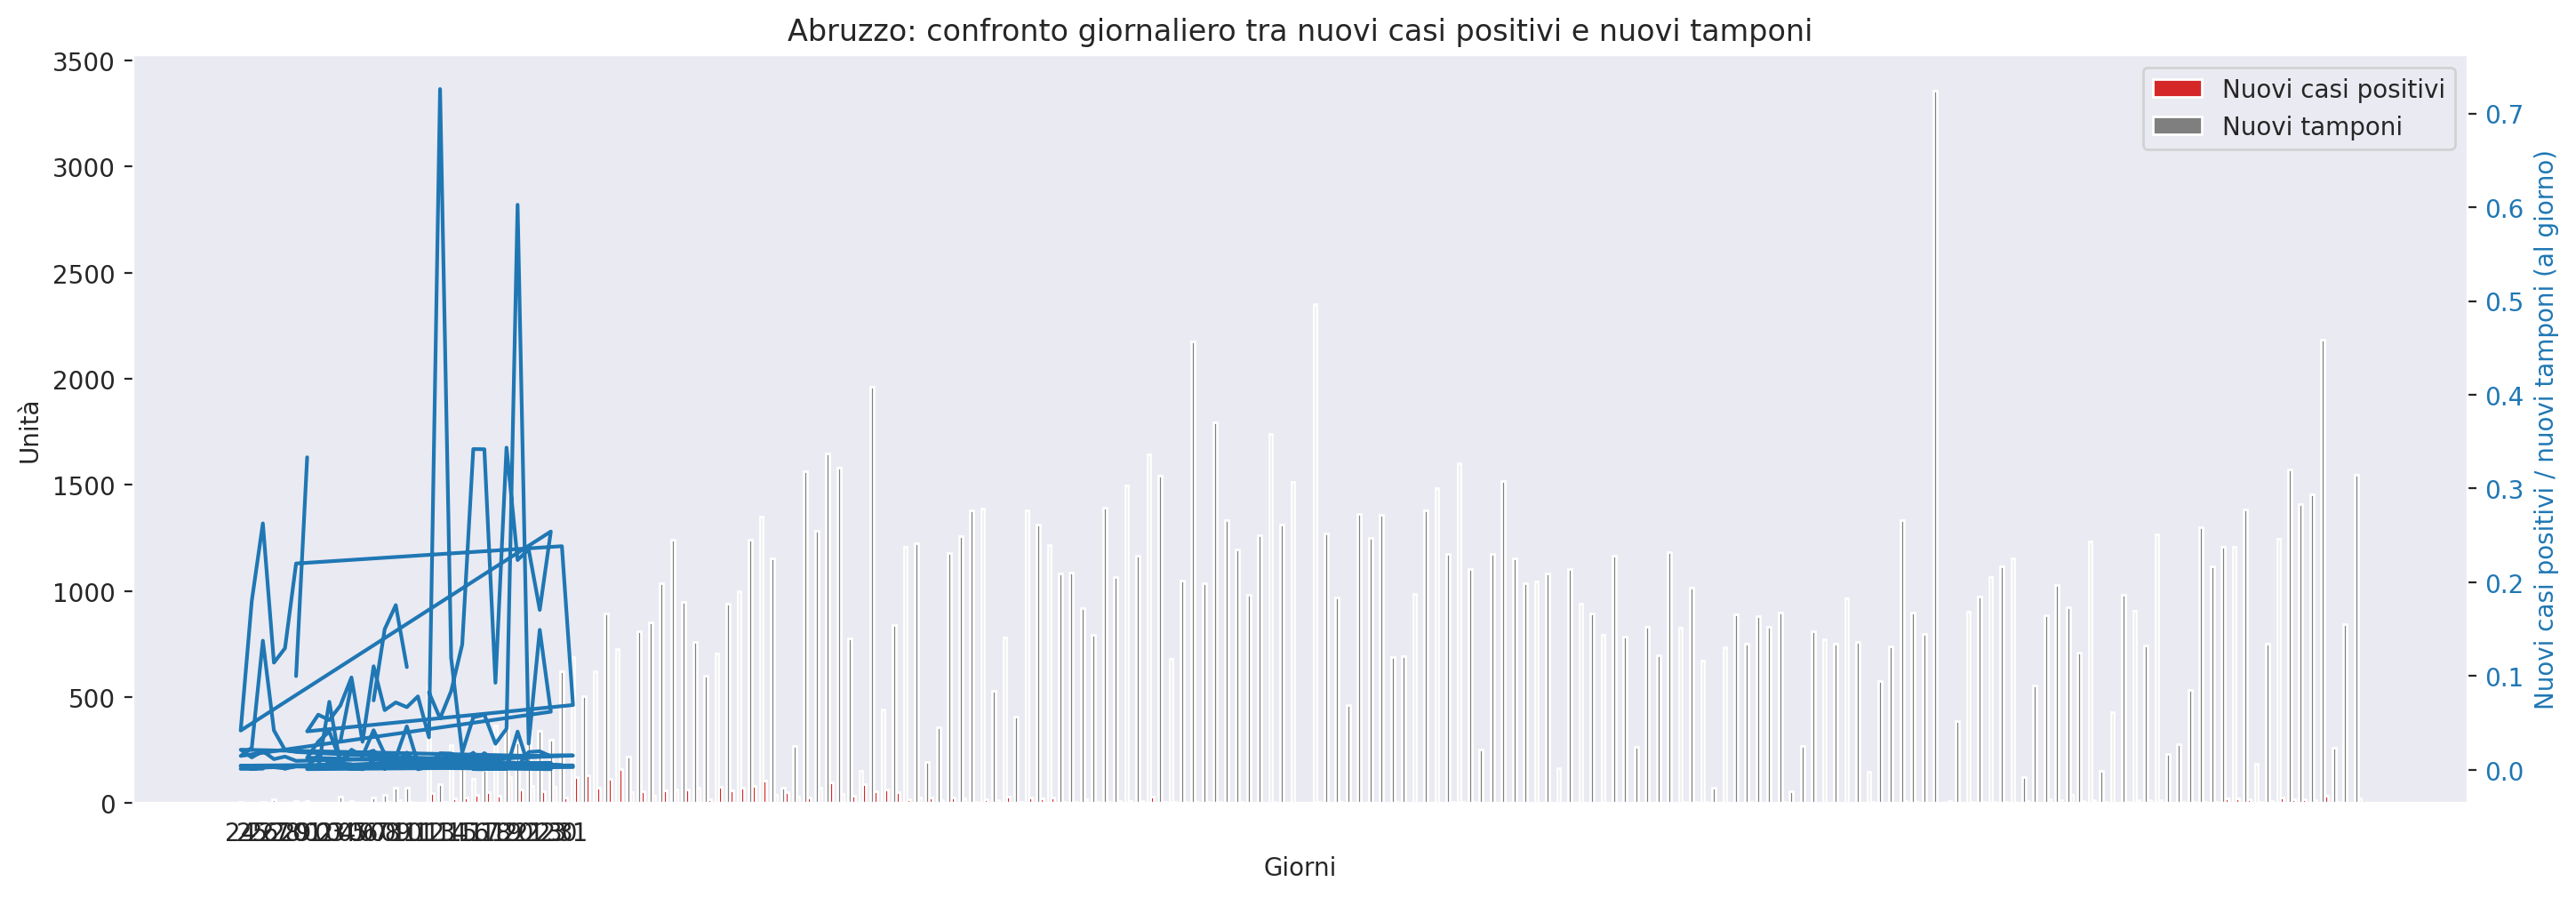 Abruzzo: confronto giornaliero tra nuovi casi positivi e nuovi tamponi
3500
3000
2500
2000
1500
1000
500
0
Unità
Nuovi casi positivi
Nuovi tamponi
0.7
0.6
0.5
0.4
0.3
0.2
0.1
0.0
Nuovi casi positivi / nuovi tamponi (al giorno)
Giorni